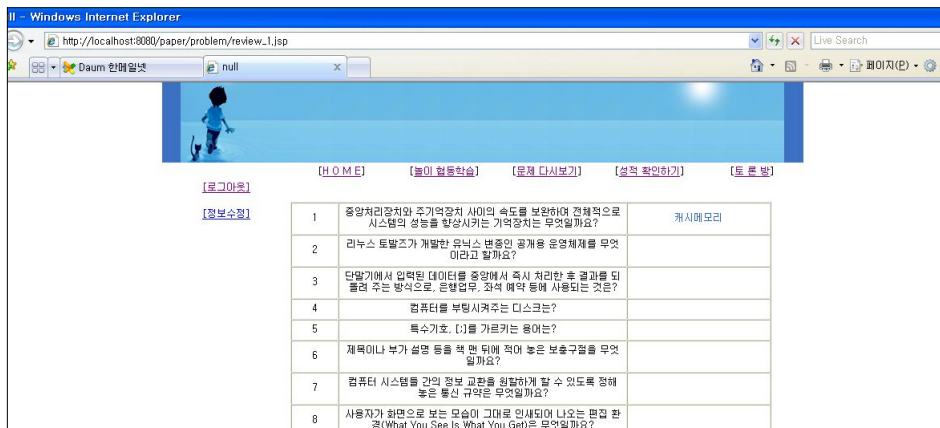 ll - Windows Internet Explorer
http://localhost:8080/paper/problem/review_1.jsp
Live Search
Daum 한메일넷
null
페이지(P)
[H O M E]
[놀이 협동학습]
[문제 다시보기]
[성적 확인하기]
[토 론 방]
[로그아웃]
[정보수정]
1
중앙처리장치와 주기억장치 사이의 속도를 보완하며 전체적으로
시스템의 성능을 향상시키는 기억장치는 무엇일까요?
캐시메모리
2
리누스 토발즈가 개발한 유닉스 변종인 공개용 운영체제를 무엇
이라고 할까요?
3
단말기에서 입력된 데이터를 중앙에서 즉시 처리한 후 결과를 되
돌려 주는 방식으로, 은행업무, 좌석 예약 등에 사용되는 것은?
4
컴퓨터를 부팅시켜주는 디스크는?
5
특수기호, [;]를 가르키는 용어는?
6
제목이나 부가 설명 등을 책 맨 뒤에 적어 놓은 보충구절을 무엇
일까요?
7
컴퓨터 시스템들 간의 정보 교환을 원할하게 할 수 있도록 정해
놓은 통신 규약은 무엇일까요?
8
사용자가 화면으로 보는 모습이 그대로 인쇄되어 나오는 편집 환
경(What You See Is What You Get)은 무엇일까요?